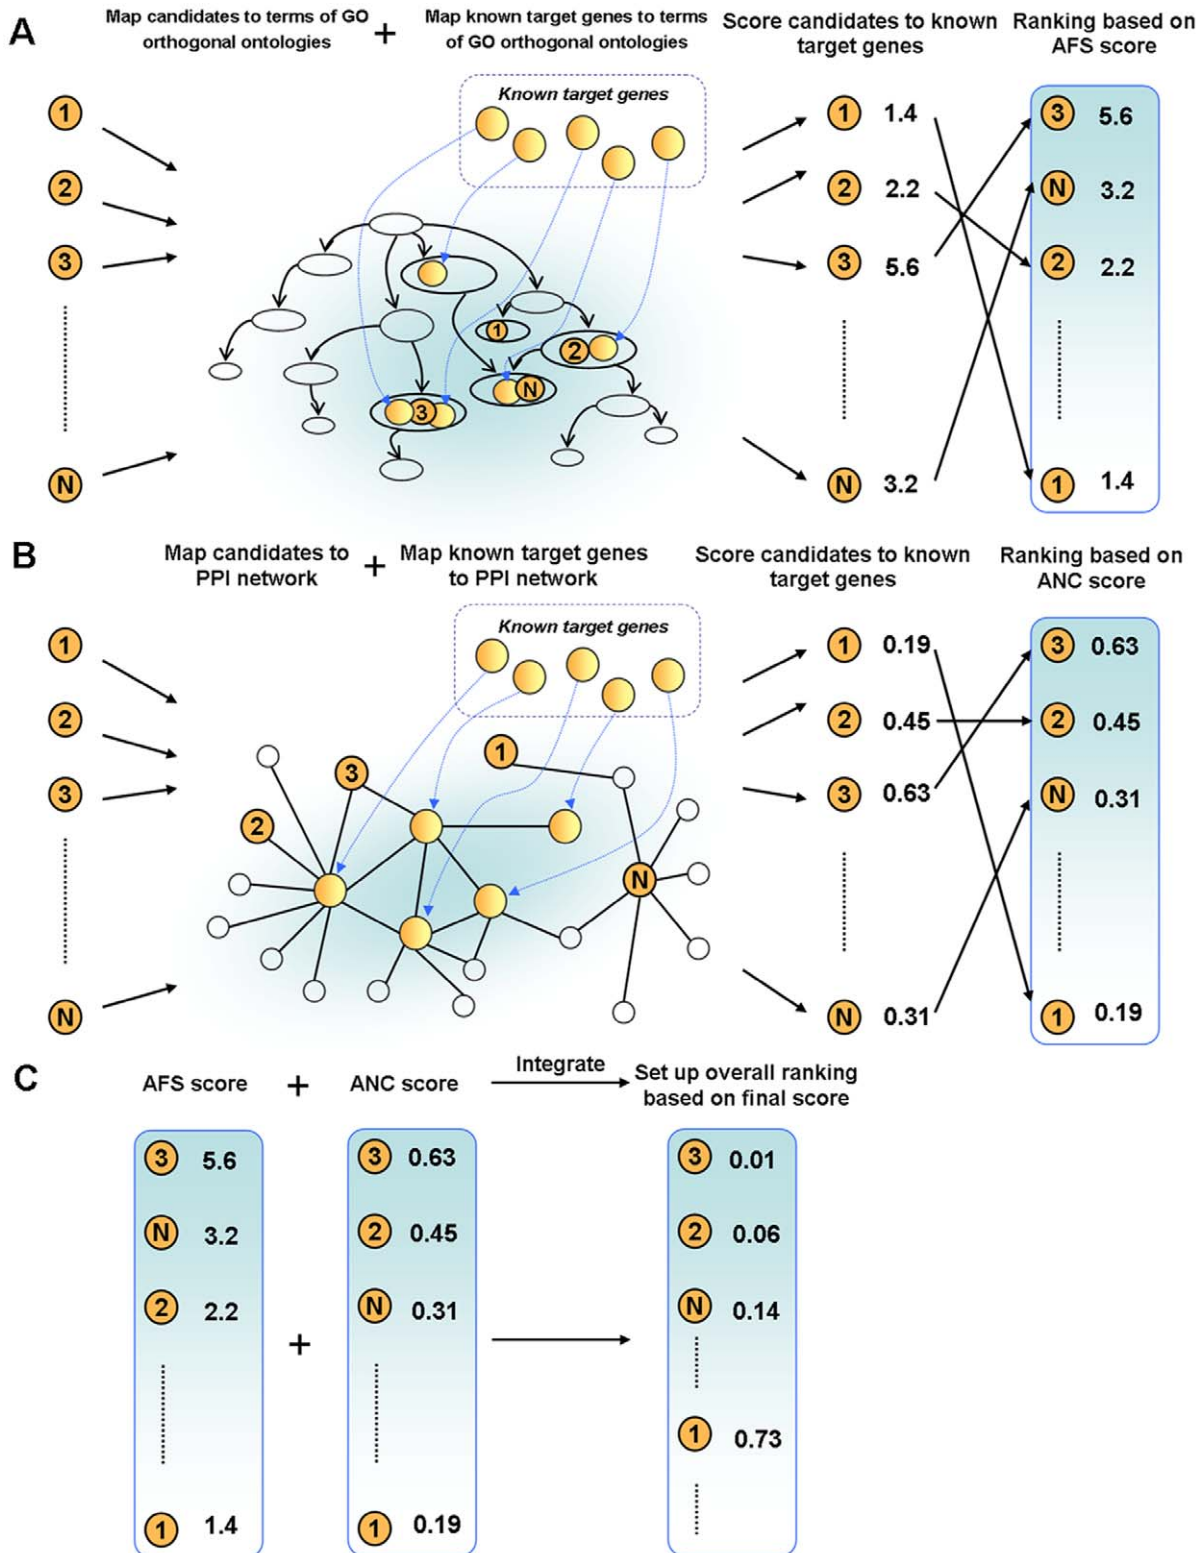 A
Map candidates to terms of GO
orthogonal ontologies
+
Map known target genes to terms
of GO orthogonal ontologies
Score candidates to known
target genes
Ranking based on
AFS score
Known target genes
1
2
3
N
1
2
3
N
1 1.4
2 2.2
3 5.6
N 3.2
3 5.6
N 3.2
2 2.2
1 1.4
B
Map candidates to
PPI network
+
Map known target genes
to PPI network
Score candidates to known
target genes
Ranking based on
ANC score
Known target genes
1
2
3
N
1
3
2
N
1 0.19
2 0.45
3 0.63
N 0.31
3 0.63
2 0.45
N 0.31
1 0.19
C
AFS score
+
ANC score
Integrate
Set up overall ranking
based on final score
3 5.6
N 3.2
2 2.2
1 1.4
+
3 0.63
2 0.45
N 0.31
1 0.19
3 0.01
2 0.06
N 0.14
1 0.73